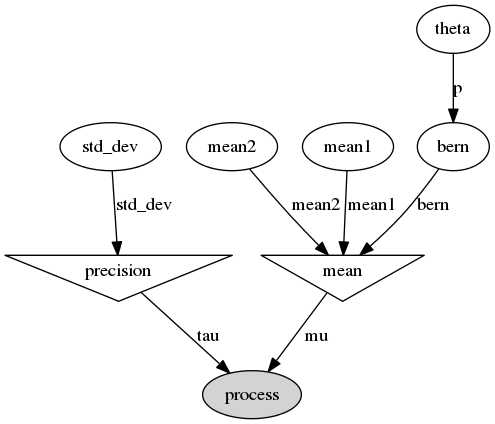 theta
p
std_dev
mean2
mean1
bern
std_dev
mean2
mean1
bern
precision
mean
tau
mu
process